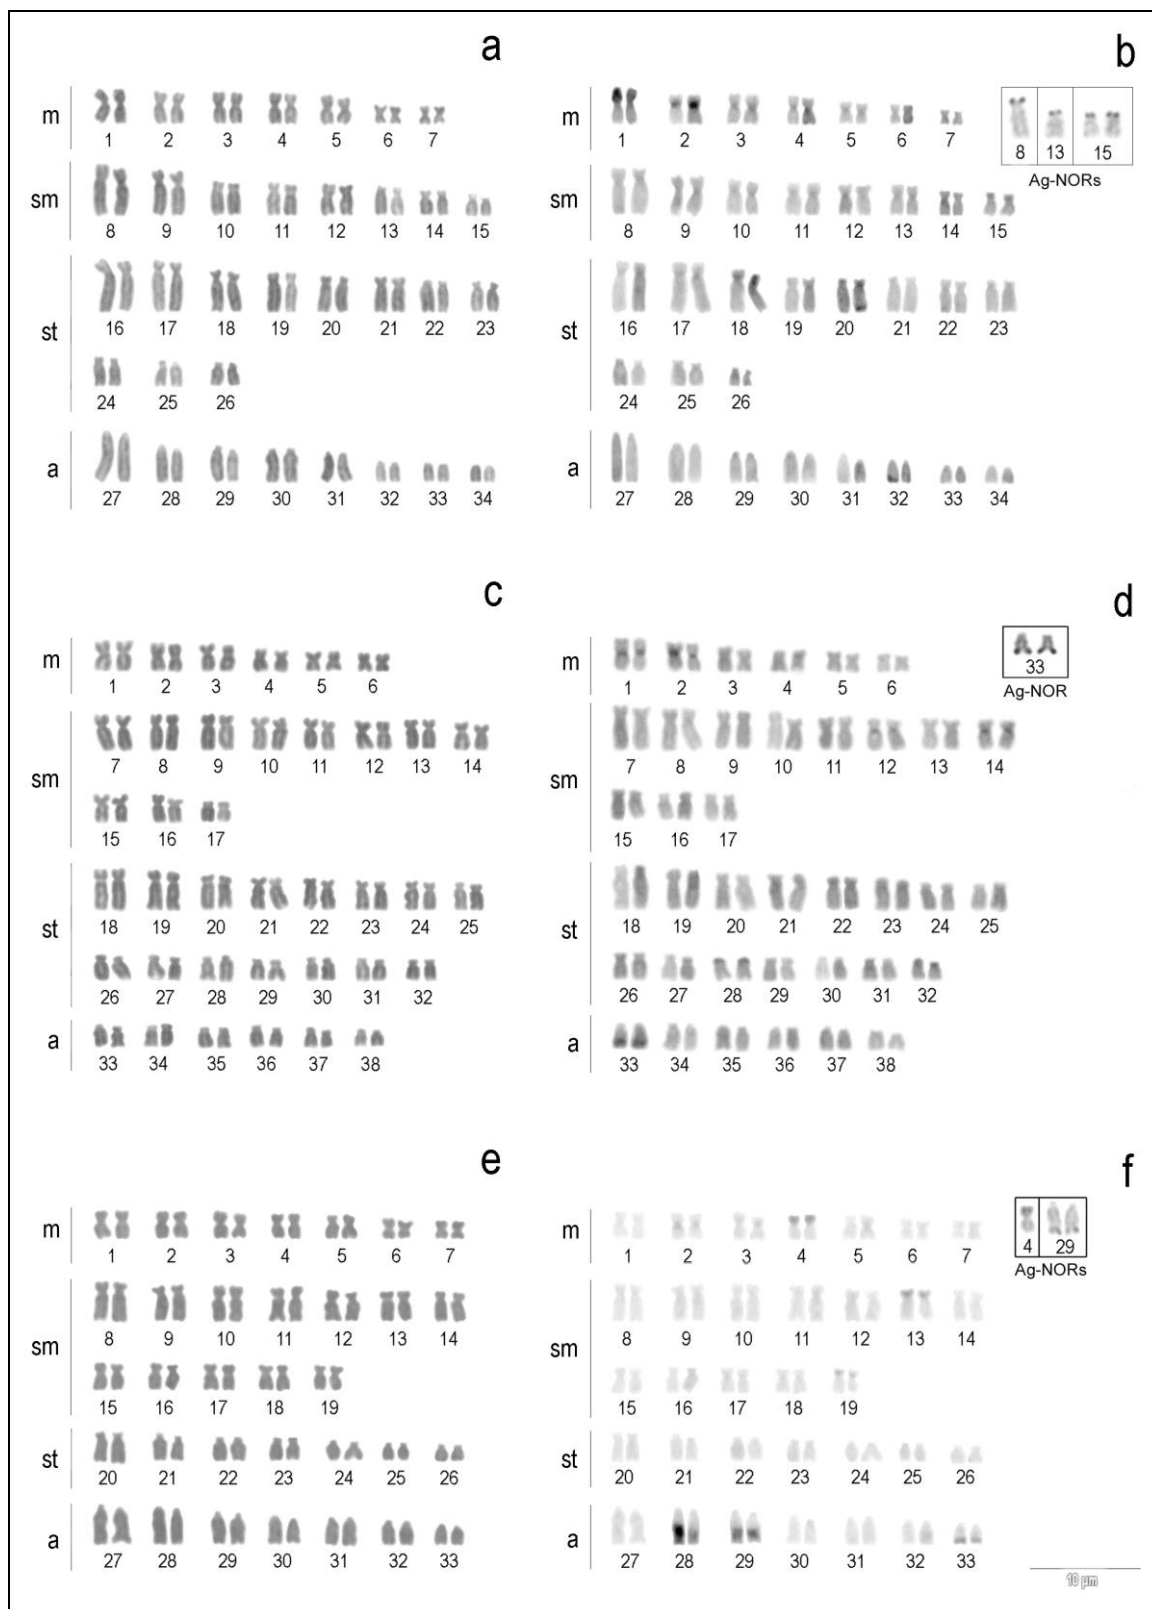 a
m
1 2 3 4 5 6 7
sm
8 9 10 11 12 13 14 15
st
16 17 18 19 20 21 22 23
24 25 26
a
27 28 29 30 31 32 33 34
b
m
1 2 3 4 5 6 7
8 13 15
Ag-NORs
sm
8 9 10 11 12 13 14 15
st
16 17 18 19 20 21 22 23
24 25 26
a
27 28 29 30 31 32 33 34
c
m
1 2 3 4 5 6
sm
7 8 9 10 11 12 13 14
15 16 17
st
18 19 20 21 22 23 24 25
26 27 28 29 30 31 32
a
33 34 35 36 37 38
d
m
1 2 3 4 5 6
33
Ag-NOR
sm
7 8 9 10 11 12 13 14
15 16 17
st
18 19 20 21 22 23 24 25
26 27 28 29 30 31 32
a
33 34 35 36 37 38
e
m
1 2 3 4 5 6 7
sm
8 9 10 11 12 13 14
15 16 17 18 19
st
20 21 22 23 24 25 26
a
27 28 29 30 31 32 33
f
m
1 2 3 4 5 6 7
4 29
Ag-NORs
sm
8 9 10 11 12 13 14
15 16 17 18 19
st
20 21 22 23 24 25 26
a
27 28 29 30 31 32 33
10 µm